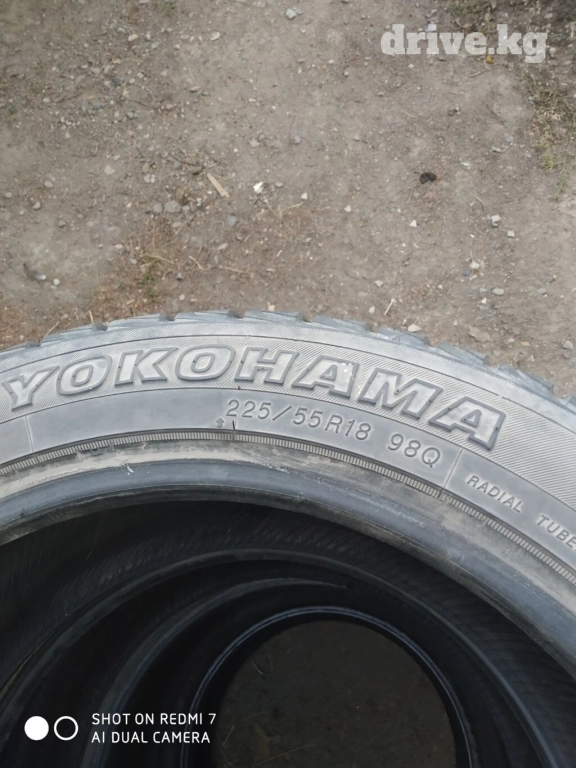 drive.kg
YOKOHAMA
225/55R18 98Q
RADIAL TUBE
SHOT ON REDMI 7
AI DUAL CAMERA